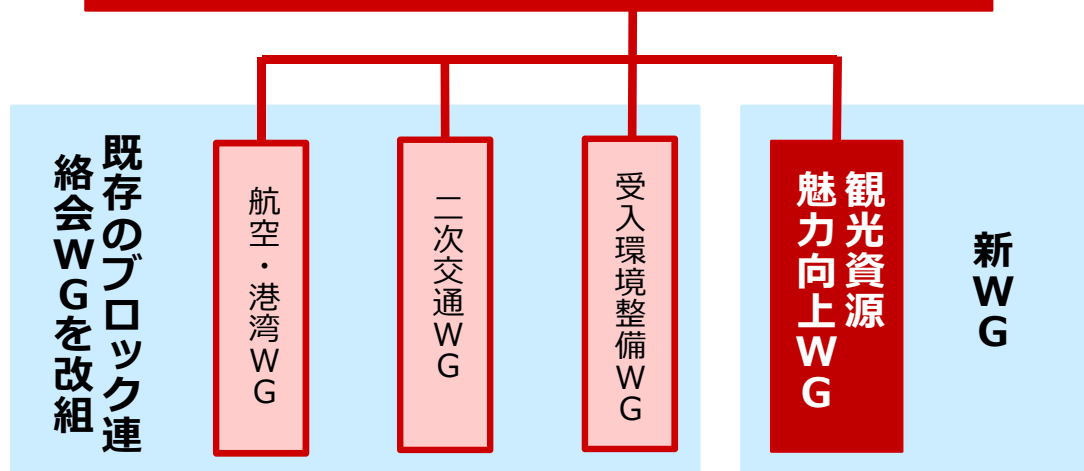 既存のブロック連
絡会ＷＧを改組
航空・港湾ＷＧ
二次交通ＷＧ
受入環境整備ＷＧ
観光資源
魅力向上ＷＧ
新ＷＧ